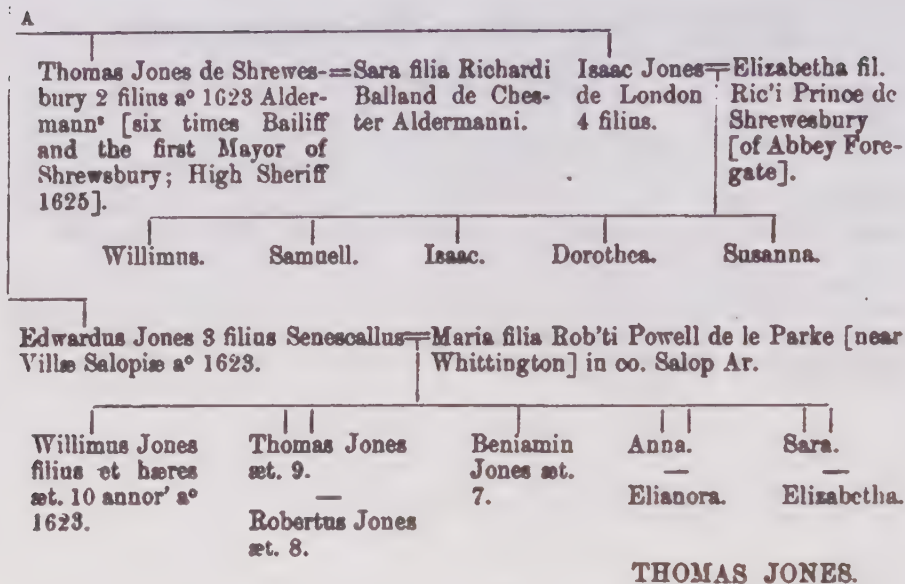 A
Thomas Jones de Shrewes-
bury 2 filius aº 1623 Alder-
mannˢ [six times Bailiff
and the first Mayor of
Shrewsbury; High Sheriff
1625].
=Sara filia Richardi
Balland de Ches-
ter Aldermanni.
Isaac Jones
de London
4 filius.
Elizabetha fil.
Ric'i Prince de
Shrewesbury
[of Abbey Fore-
gate].
Willimus.
Samuell.
Isaac.
Dorothea.
Susanna.
Edwardus Jones 3 filius Senescallus
Villæ Salopiæ aº 1623.
Maria filia Rob'ti Powell de le Parke [near
Whittington] in co. Salop Ar.
Willimus Jones
filius et hæres
æt. 10 annor' aº
1623.
Thomas Jones
æt. 9.
—
Robertus Jones
æt. 8.
Beniamin
Jones æt.
7.
Anna.
—
Elianora.
Sara.
—
Elizabetha.
THOMAS JONES.